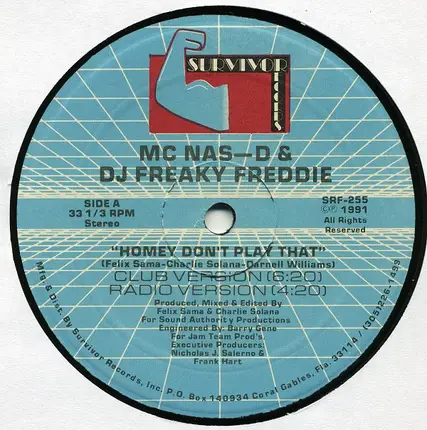 SURVIVOR
RECORDS
MC NAS—D &
DJ FREAKY FREDDIE
SIDE A
33 1/3 RPM
Stereo
SRF-255
©℗ 1991
All Rights
Reserved
"HOMEY DON'T PLAY THAT"
(Felix Sama-Charlie Solana-Darnell Williams)
CLUB VERSION (6:20)
RADIO VERSION (4:20)
Produced, Mixed & Edited By
Felix Sama & Charlie Solana
For Sound Authority Productions
Engineered By: Barry Gene
For Jam Team Prod's.
Executive Producers:
Nicholas J. Salerno &
Frank Hart
Mfg & Dist. By Survivor Records, Inc. P.O. Box 140934 Coral Gables, Fla. 33114 / (305) 226-1499